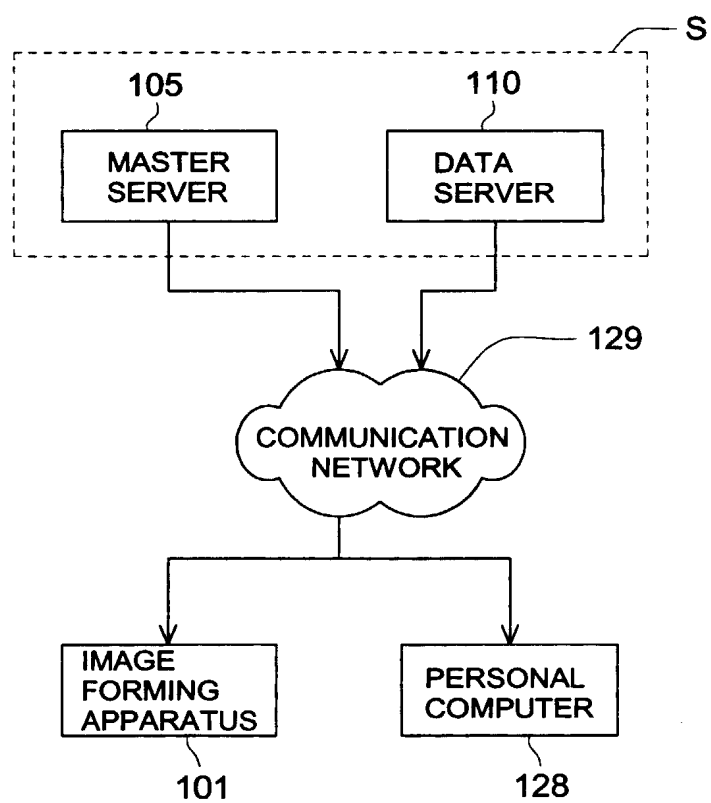 S
105
110
MASTER
SERVER
DATA
SERVER
129
COMMUNICATION
NETWORK
IMAGE
FORMING
APPARATUS
PERSONAL
COMPUTER
101
128